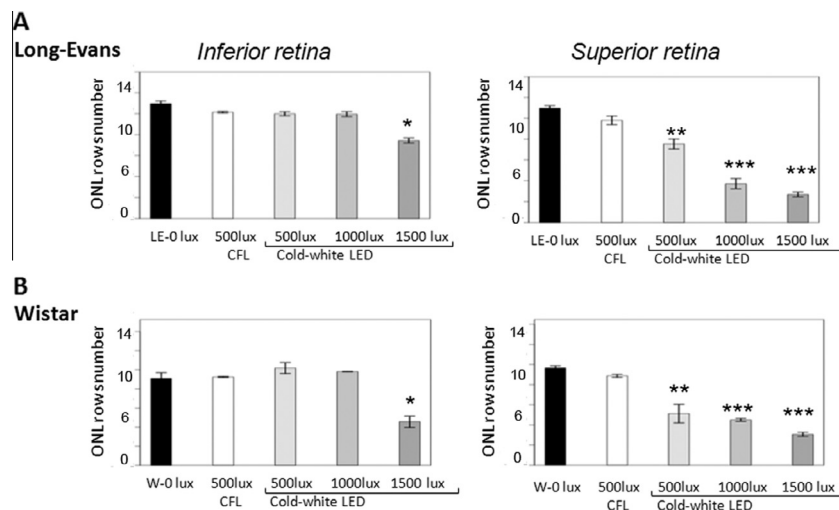 A
Long-Evans
Inferior retina
Superior retina
ONL rowsnumber
14
10
6
2
0
LE-0 lux
500lux
CFL
500lux
1000lux
1500 lux
Cold-white LED
*
ONL rowsnumber
14
10
6
2
0
LE-0 lux
500lux
CFL
500lux
1000lux
1500 lux
Cold-white LED
**
***
***
B
Wistar
ONL rowsnumber
14
10
6
2
0
W-0 lux
500lux
CFL
500lux
1000lux
1500 lux
Cold-white LED
*
ONL rowsnumber
14
10
6
2
0
W-0 lux
500lux
CFL
500lux
1000lux
1500 lux
Cold-white LED
**
***
***